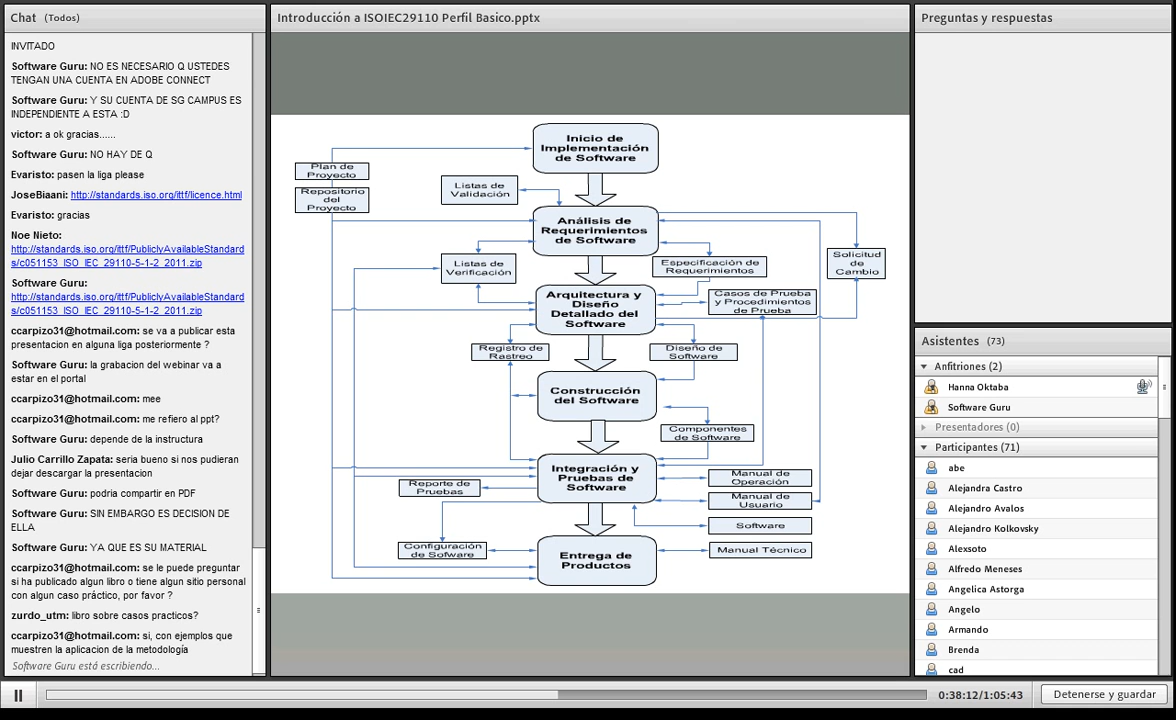 Chat (Todos)
INVITADO
Software Guru: NO ES NECESARIO Q USTEDES
TENGAN UNA CUENTA EN ADOBE CONNECT
Software Guru: Y SU CUENTA DE SG CAMPUS ES
INDEPENDIENTE A ESTA :D
victor: a ok gracias......
Software Guru: NO HAY DE Q
Evaristo: pasen la liga please
JoseBiaani: http://standards.iso.org/ittf/licence.html
Evaristo: gracias
Noe Nieto:
http://standards.iso.org/ittf/PubliclyAvailableStandard
s/c051153_ISO_IEC_29110-5-1-2_2011.zip
Software Guru:
http://standards.iso.org/ittf/PubliclyAvailableStandard
s/c051153_ISO_IEC_29110-5-1-2_2011.zip
ccarpizo31@hotmail.com: se va a publicar esta
presentacion en alguna liga posteriormente ?
Software Guru: la grabacion del webinar va a
estar en el portal
ccarpizo31@hotmail.com: mee
ccarpizo31@hotmail.com: me refiero al ppt?
Software Guru: depende de la instructura
Julio Carrillo Zapata: seria bueno si nos pudieran
dejar descargar la presentacion
Software Guru: podria compartir en PDF
Software Guru: SIN EMBARGO ES DECISION DE
ELLA
Software Guru: YA QUE ES SU MATERIAL
ccarpizo31@hotmail.com: se le puede preguntar
si ha publicado algun libro o tiene algun sitio personal
con algun caso práctico, por favor ?
zurdo_utm: libro sobre casos practicos?
ccarpizo31@hotmail.com: si, con ejemplos que
muestren la aplicacion de la metodología
Software Guru está escribiendo...
Introducción a ISOIEC29110 Perfil Basico.pptx
Inicio de
Implementación
de Software
Plan de
Proyecto
Repositorio
del
Proyecto
Listas de
Validación
Análisis de
Requerimientos
de Software
Listas de
Verificación
Especificación de
Requerimientos
Solicitud
de
Cambio
Arquitectura y
Diseño
Detallado del
Software
Casos de Prueba
y Procedimientos
de Prueba
Registro de
Rastreo
Diseño de
Software
Construcción
del Software
Componentes
de Software
Integración y
Pruebas de
Software
Reporte de
Pruebas
Manual de
Operación
Manual de
Usuario
Software
Configuración
de Sofware
Entrega de
Productos
Manual Técnico
Preguntas y respuestas
Asistentes (73)
Anfitriones (2)
Hanna Oktaba
Software Guru
Presentadores (0)
Participantes (71)
abe
Alejandra Castro
Alejandro Avalos
Alejandro Kolkovsky
Alexsoto
Alfredo Meneses
Angelica Astorga
Angelo
Armando
Brenda
cad
0:38:12/1:05:43
Detenerse y guardar